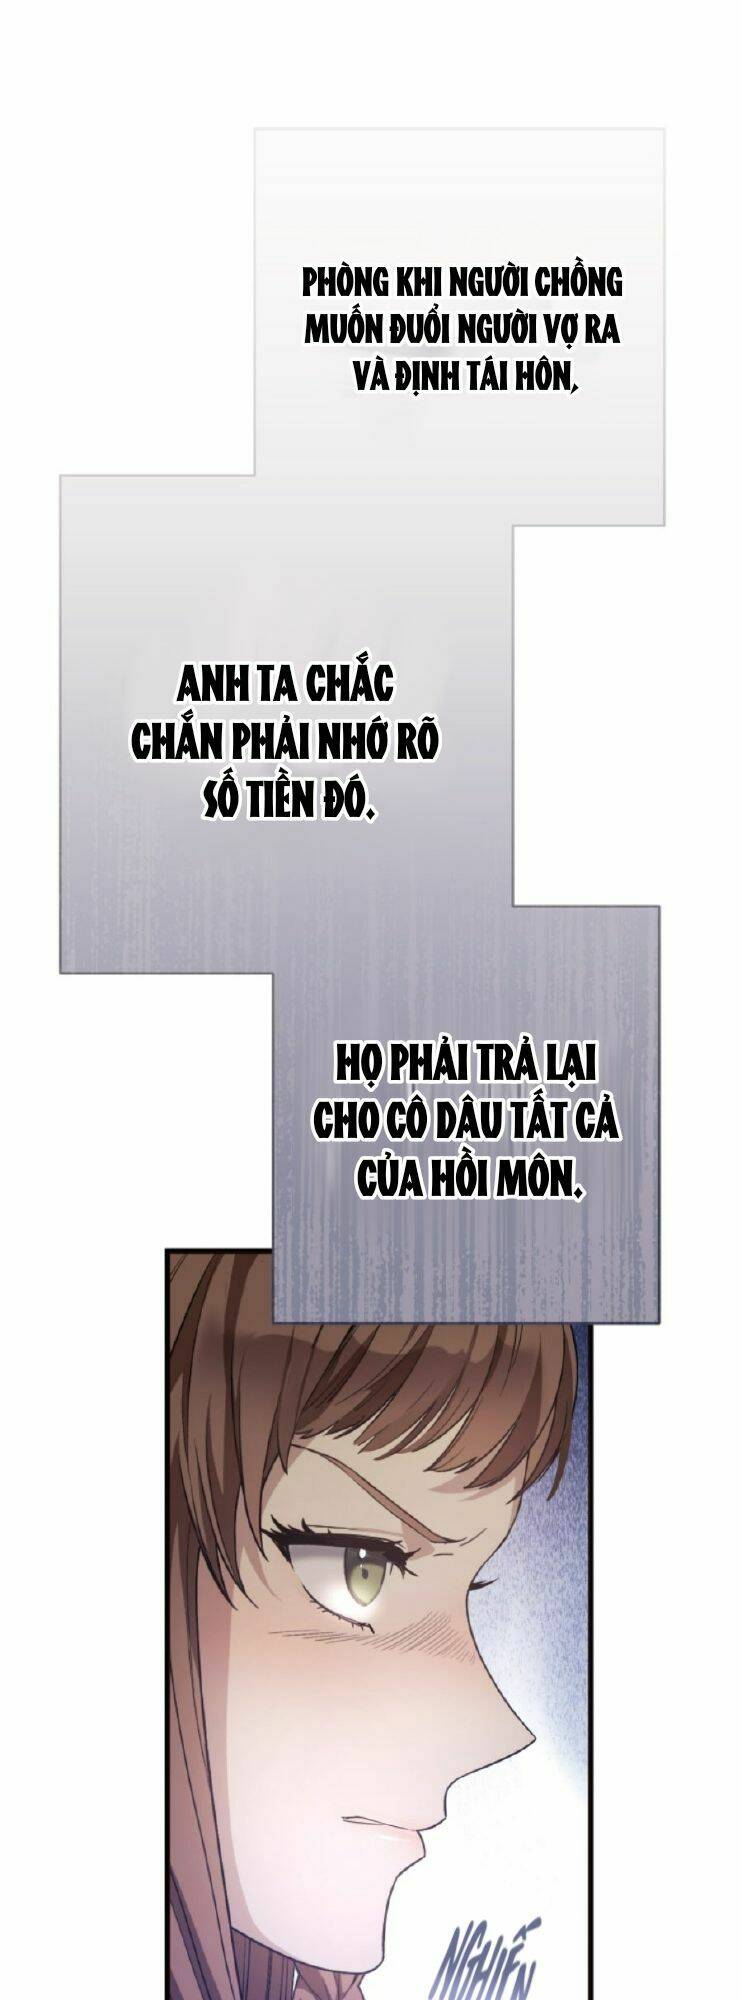 PHÒNG KHI NGƯỜI CHỒNG
MUỐN ĐUỔI NGƯỜI VỢ RA
VÀ ĐỊNH TÁI HÔN,
ANH TA CHẮC
CHẮN PHẢI NHỚ RÕ
SỐ TIỀN ĐÓ.
HỌ PHẢI TRẢ LẠI
CHO CÔ DÂU TẤT CẢ
CỦA HỒI MÔN.
NGHIẾN